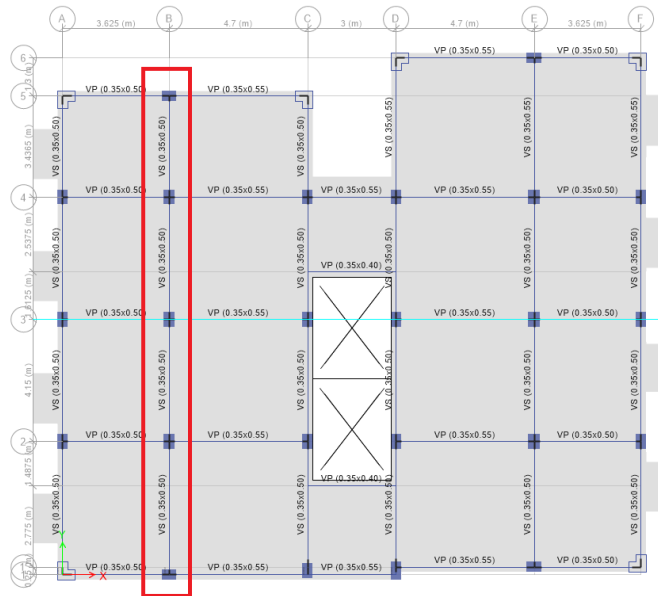 A B C D E F
3.625 (m) 4.7 (m) 3 (m) 4.7 (m) 3.625 (m)
6
VP (0.35x0.55) VP (0.35x0.50)
1.3 (m)
5
VP (0.35x0.50) VP (0.35x0.55)
VS (0.35x0.50) VS (0.35x0.50) VS (0.35x0.50) VS (0.35x0.55) VS (0.35x0.50) VS (0.35x0.55)
3.4365 (m)
4
VP (0.35x0.50) VP (0.35x0.55) VP (0.35x0.55) VP (0.35x0.55) VP (0.35x0.50)
VS (0.35x0.50) VS (0.35x0.50) VS (0.35x0.50) VS (0.35x0.50) VS (0.35x0.50) VS (0.35x0.50)
2.5375 (m)
VP (0.35x0.40)
3
VP (0.35x0.50) VP (0.35x0.55) VP (0.35x0.55) VP (0.35x0.50)
VS (0.35x0.50) VS (0.35x0.50) VS (0.35x0.50) VS (0.35x0.50) VS (0.35x0.50) VS (0.35x0.50)
4.15 (m)
2
VP (0.35x0.50) VP (0.35x0.55) VP (0.35x0.55) VP (0.35x0.50)
1.4875 (m)
VP (0.35x0.40)
VS (0.35x0.50) VS (0.35x0.50) VS (0.35x0.50) VS (0.35x0.50) VS (0.35x0.50) VS (0.35x0.50)
2.775 (m)
Y
VP (0.35x0.55) VP (0.35x0.50)
VP (0.35x0.50) VP (0.35x0.55)
X